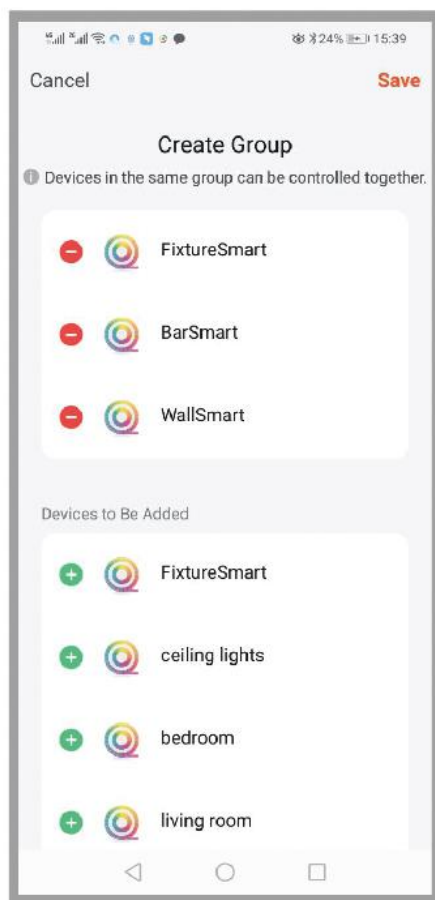 24% 15:39
Cancel Save
Create Group
Devices in the same group can be controlled together.
FixtureSmart
BarSmart
WallSmart
Devices to Be Added
FixtureSmart
ceiling lights
bedroom
living room